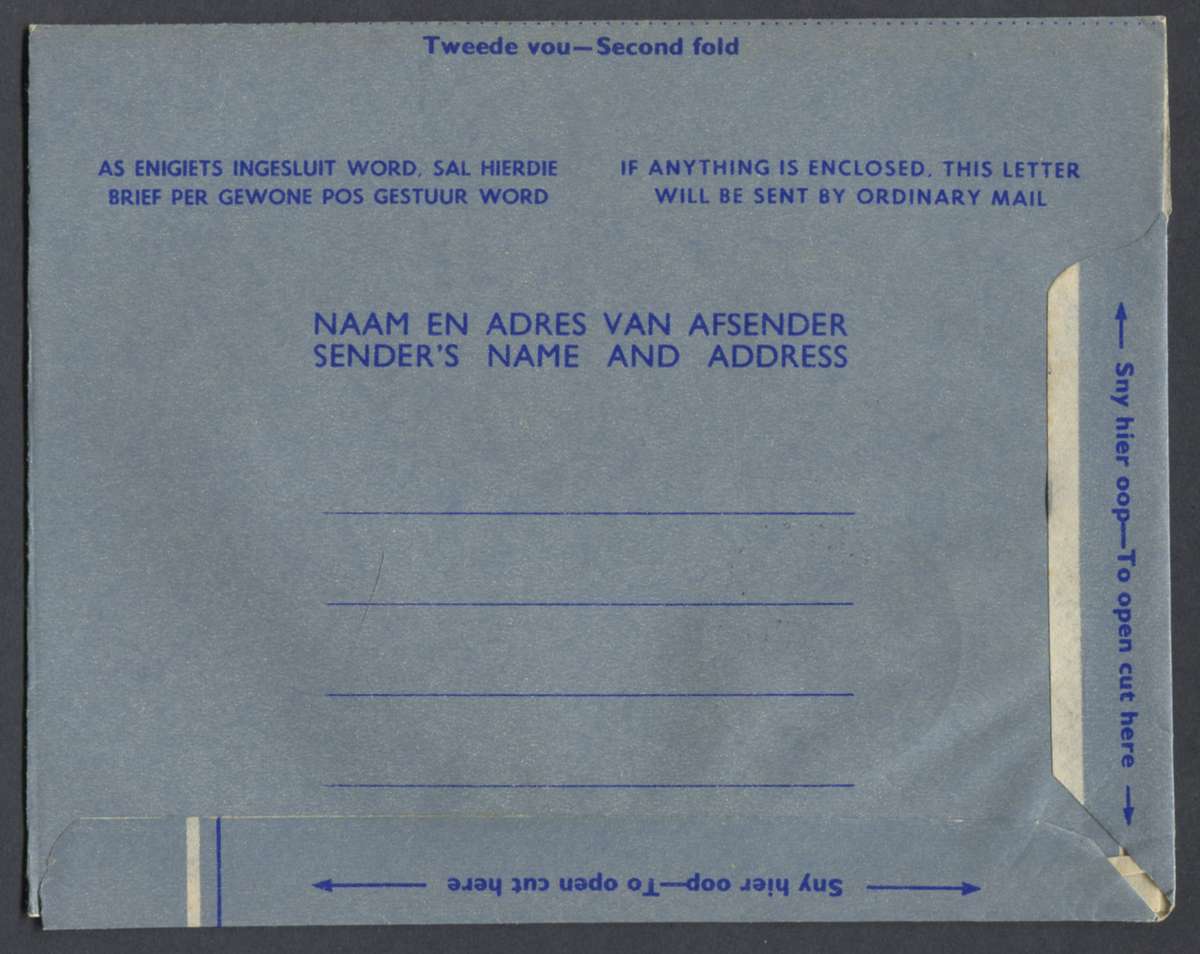 Tweede vou—Second fold
AS ENIGIETS INGESLUIT WORD, SAL HIERDIE
BRIEF PER GEWONE POS GESTUUR WORD
IF ANYTHING IS ENCLOSED, THIS LETTER
WILL BE SENT BY ORDINARY MAIL
NAAM EN ADRES VAN AFSENDER
SENDER'S NAME AND ADDRESS
← Sny hier oop—To open cut here →
← Sny hier oop—To open cut here →